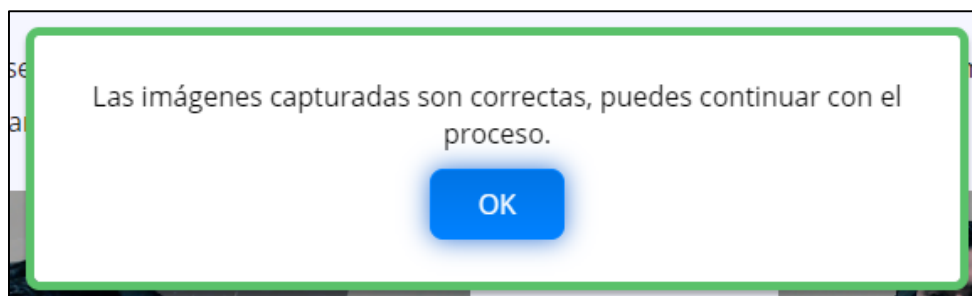 Las imágenes capturadas son correctas, puedes continuar con el
proceso.
OK